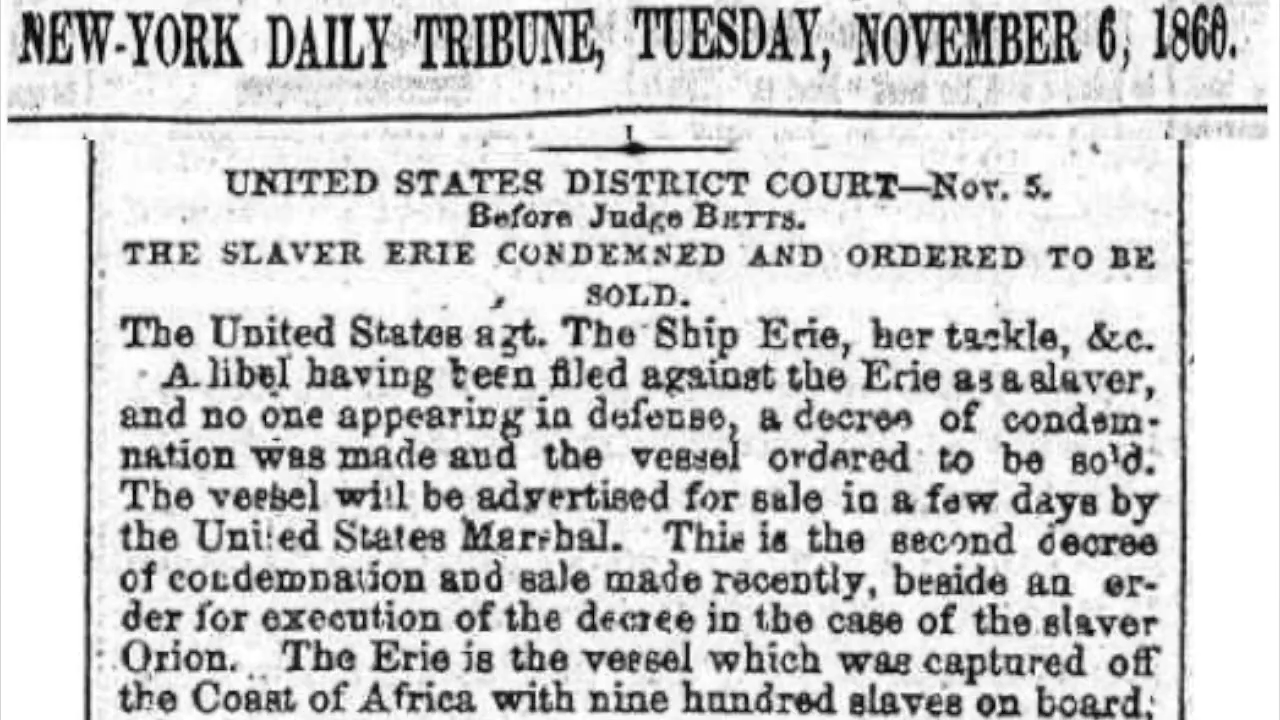 NEW-YORK DAILY TRIBUNE, TUESDAY, NOVEMBER 6, 1860.
UNITED STATES DISTRICT COURT—Nov. 5.
Before Judge BETTS.
THE SLAVER ERIE CONDEMNED AND ORDERED TO BE
SOLD.
The United States agt. The Ship Erie, her tackle, &c.
A libel having been filed against the Erie as a slaver,
and no one appearing in defense, a decree of condem-
nation was made and the vessel ordered to be sold.
The vessel will be advertised for sale in a few days by
the United States Marshal. This is the second decree
of condemnation and sale made recently, beside an or-
der for execution of the decree in the case of the slaver
Orion. The Erie is the vessel which was captured off
the Coast of Africa with nine hundred slaves on board;